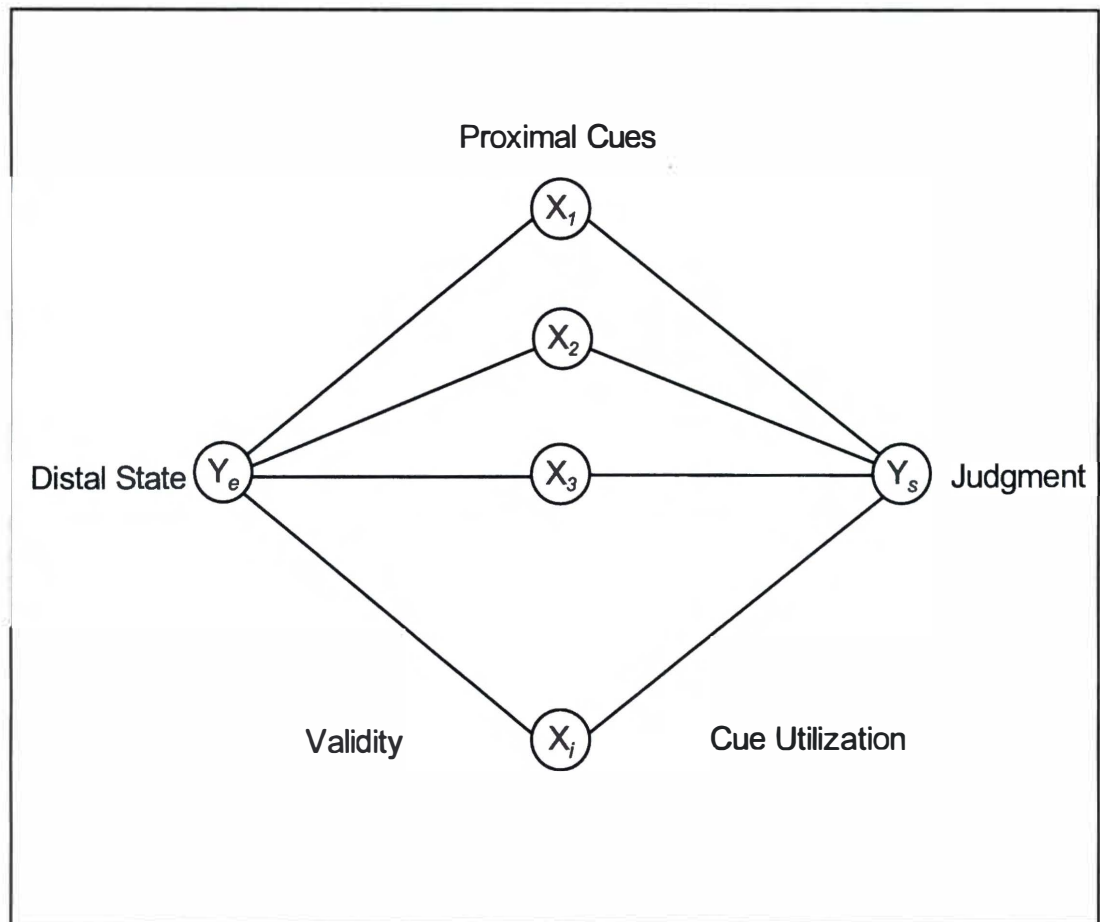 Proximal Cues
X1
X2
Distal State Ye X3 Ys Judgment
Validity Xi Cue Utilization